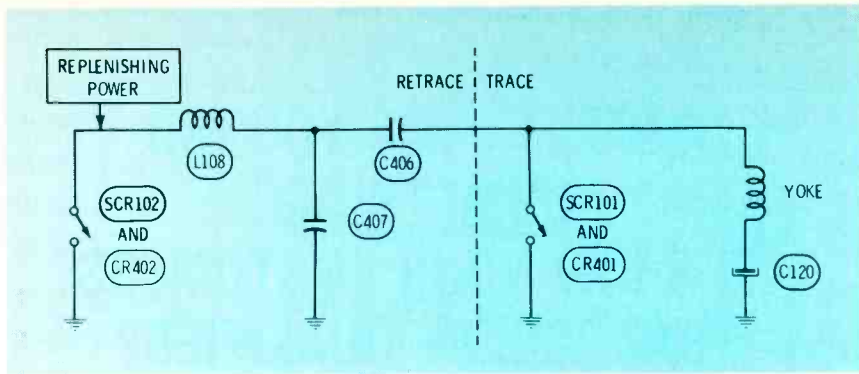 REPLENISHING
POWER
RETRACE
TRACE
L108
C406
SCR102
AND
CR402
C407
SCR101
AND
CR401
YOKE
C120